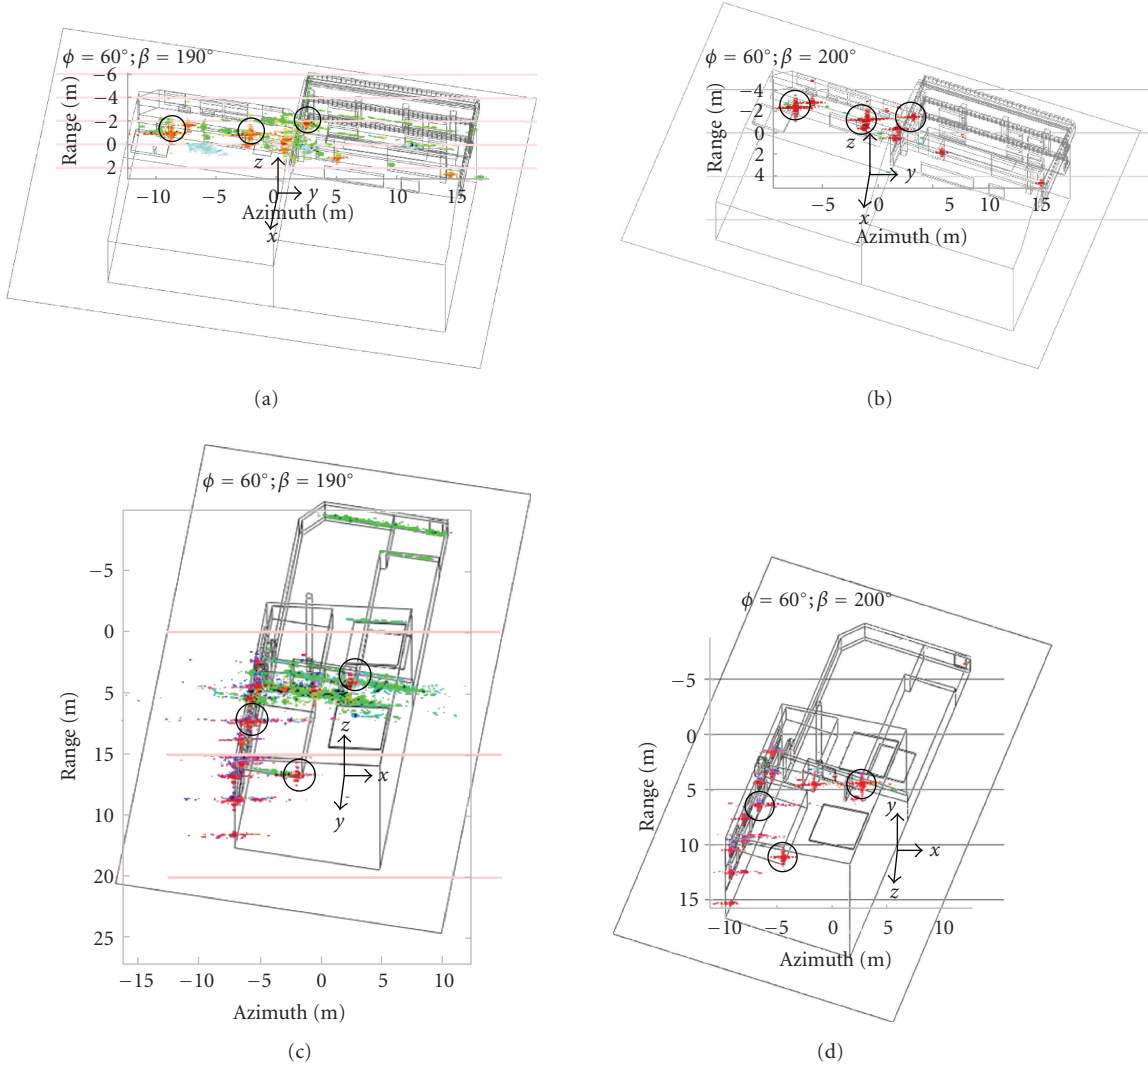 ϕ = 60°; β = 190°
Range (m)
−6
−4
−2
0
2
−10
−5
0
5
10
15
Azimuth (m)
z
y
x
(a)
ϕ = 60°; β = 200°
Range (m)
−4
−2
0
2
4
−5
0
5
10
15
Azimuth (m)
z
y
x
(b)
ϕ = 60°; β = 190°
Range (m)
−5
0
5
15
10
20
25
−15
−10
−5
0
5
10
Azimuth (m)
z
x
y
(c)
ϕ = 60°; β = 200°
Range (m)
−5
0
5
10
15
−10
−5
0
5
10
Azimuth (m)
y
x
z
(d)